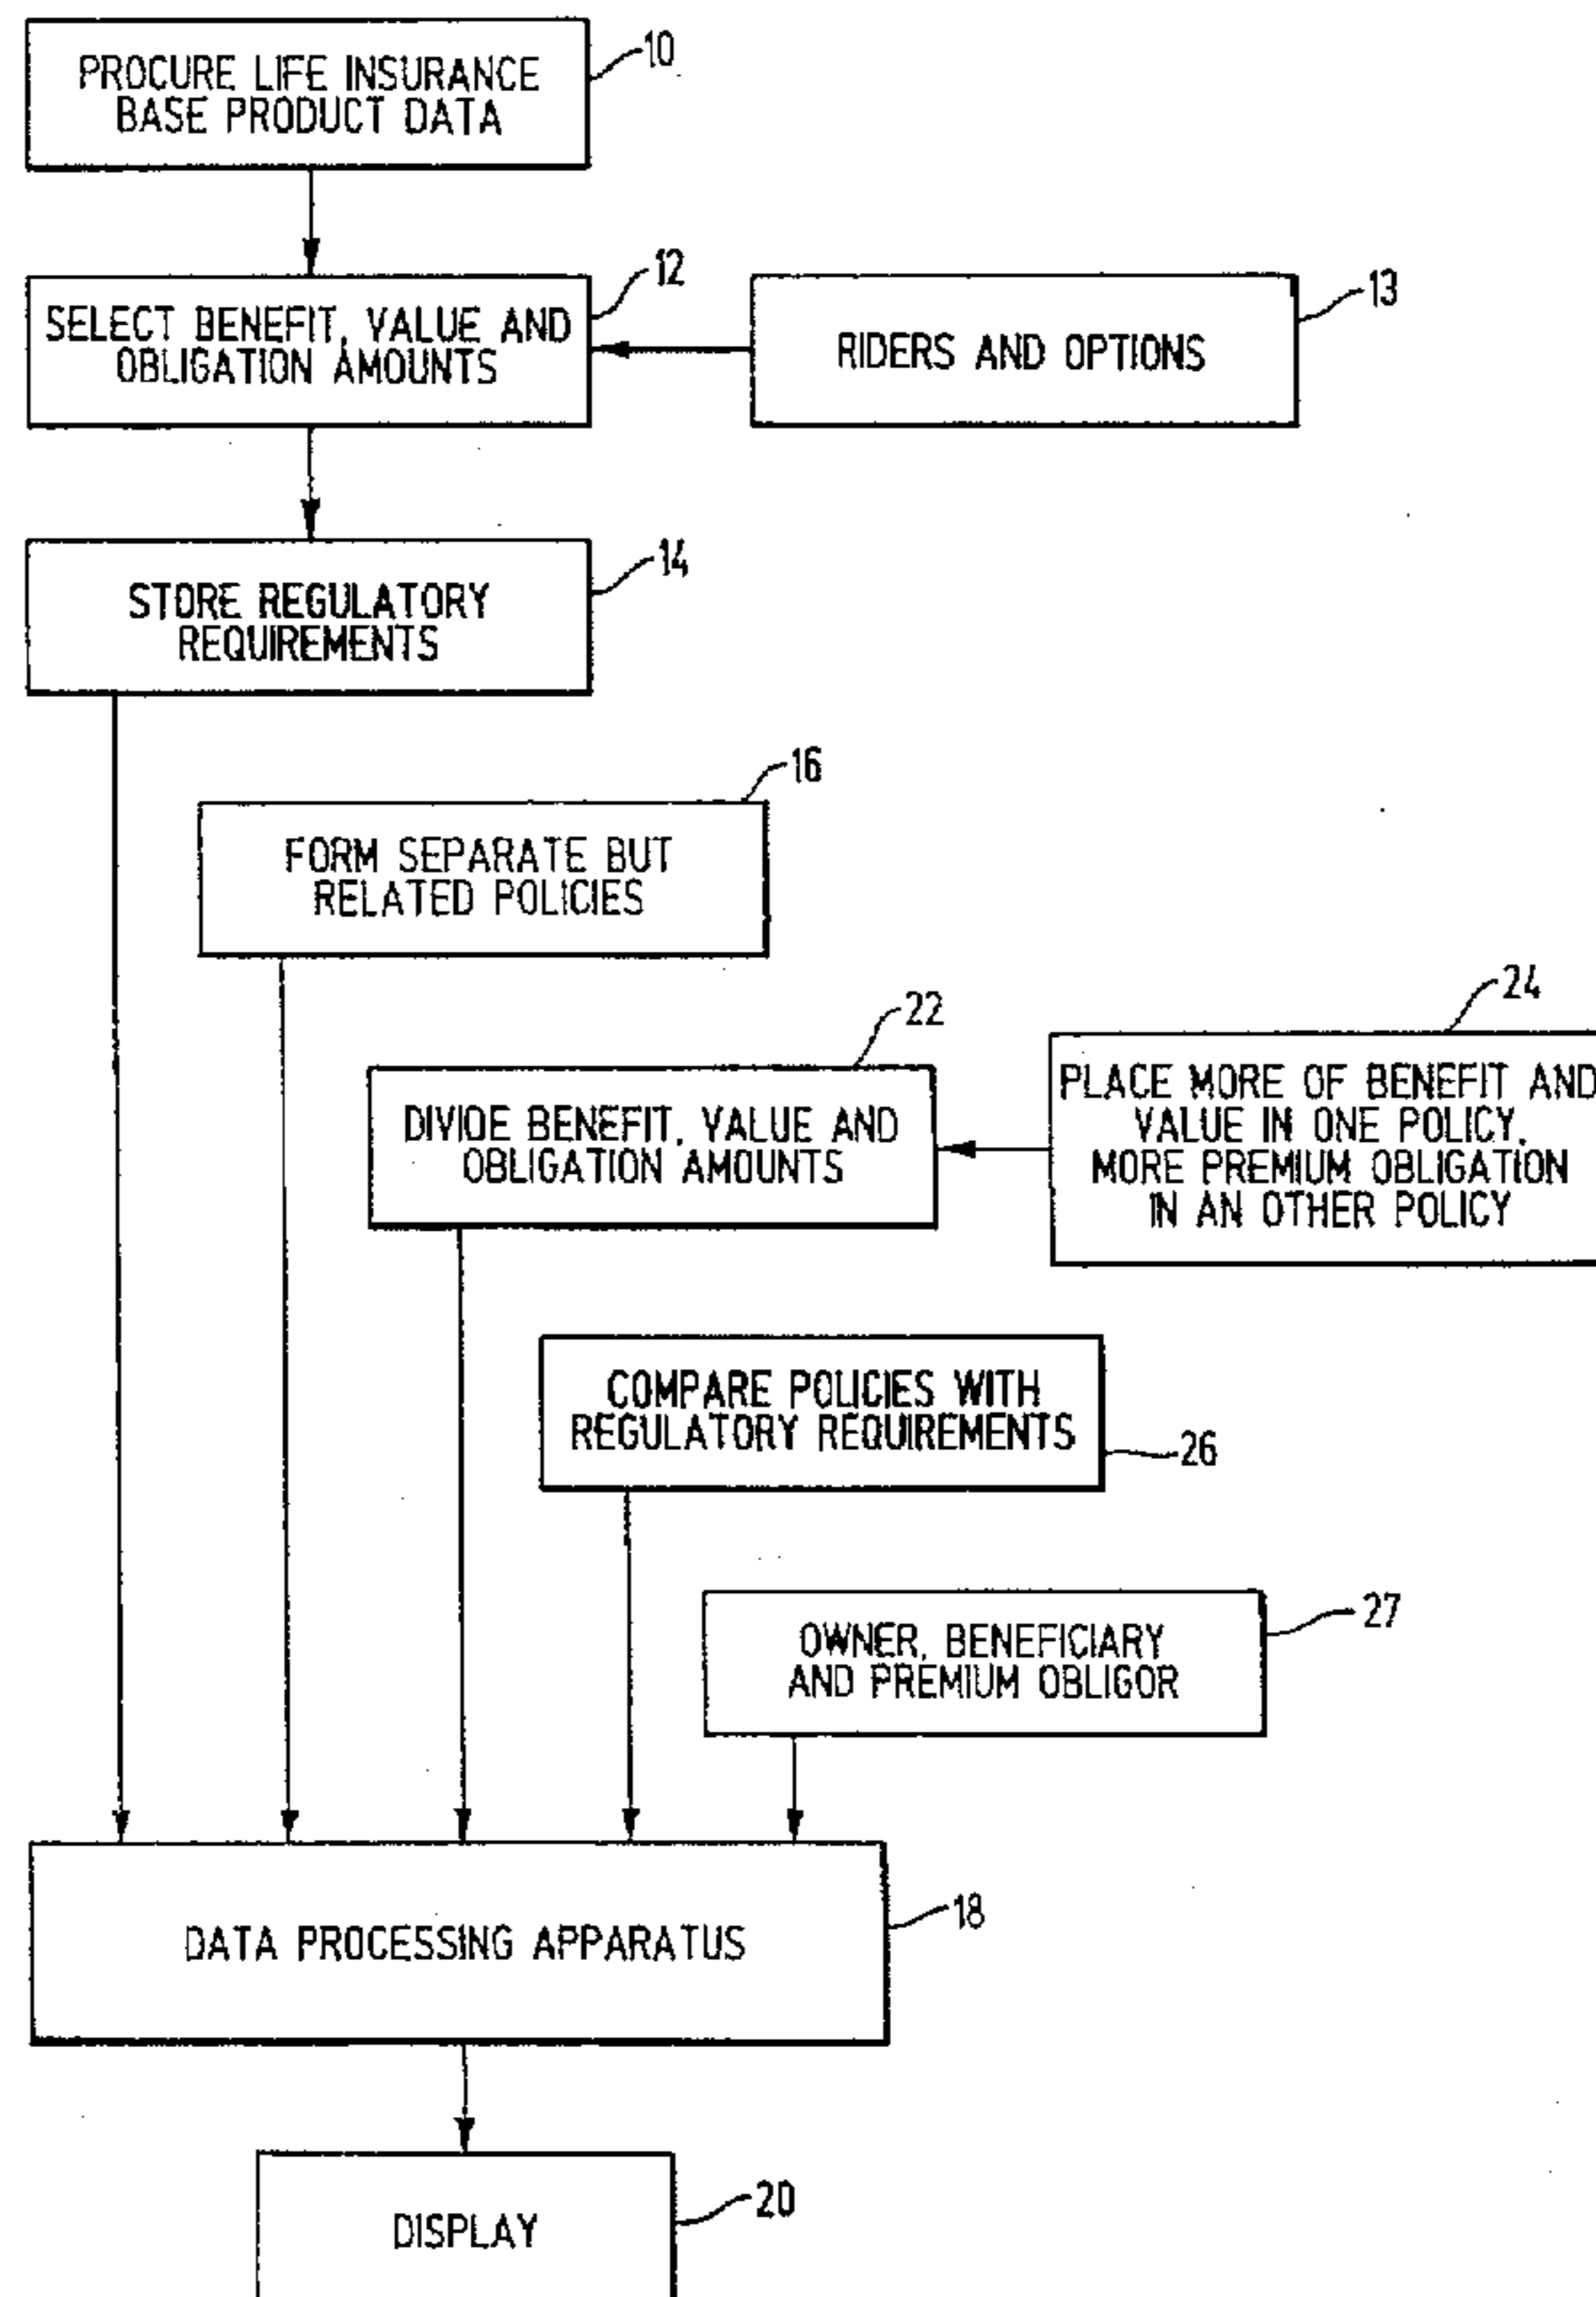 10
PROCURE LIFE INSURANCE
BASE PRODUCT DATA
12
SELECT BENEFIT, VALUE AND
OBLIGATION AMOUNTS
13
RIDERS AND OPTIONS
14
STORE REGULATORY
REQUIREMENTS
16
FORM SEPARATE BUT
RELATED POLICIES
22
DIVIDE BENEFIT, VALUE AND
OBLIGATION AMOUNTS
24
PLACE MORE OF BENEFIT AND
VALUE IN ONE POLICY,
MORE PREMIUM OBLIGATION
IN AN OTHER POLICY
COMPARE POLICIES WITH
REGULATORY REQUIREMENTS
26
27
OWNER, BENEFICIARY
AND PREMIUM OBLIGOR
18
DATA PROCESSING APPARATUS
20
DISPLAY